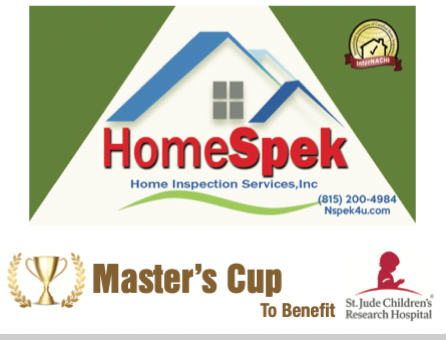 InterNACHI
HomeSpek
Home Inspection Services,Inc
(815) 200-4984
Nspek4u.com
Master's Cup
To Benefit
St. Jude Children's
Research Hospital